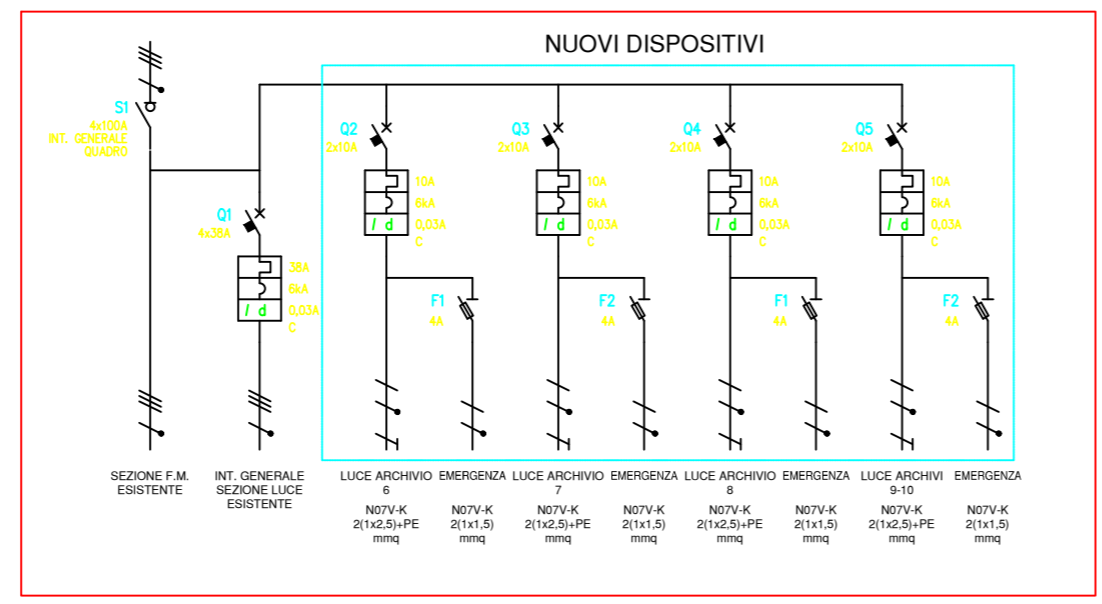 NUOVI DISPOSITIVI
S1
4x100A
INT. GENERALE
QUADRO
Q1
4x38A
38A
6kA
I d
0,03A
C
Q2
2x10A
10A
6kA
I d
0,03A
C
F1
4A
Q3
2x10A
10A
6kA
I d
0,03A
C
F2
4A
Q4
2x10A
10A
6kA
I d
0,03A
C
F1
4A
Q5
2x10A
10A
6kA
I d
0,03A
C
F2
4A
SEZIONE F.M.
ESISTENTE
INT. GENERALE
SEZIONE LUCE
ESISTENTE
LUCE ARCHIVIO
6
N07V-K
2(1x2,5)+PE
mmq
EMERGENZA
N07V-K
2(1x1,5)
mmq
LUCE ARCHIVIO
7
N07V-K
2(1x2,5)+PE
mmq
EMERGENZA
N07V-K
2(1x1,5)
mmq
LUCE ARCHIVIO
8
N07V-K
2(1x2,5)+PE
mmq
EMERGENZA
N07V-K
2(1x1,5)
mmq
LUCE ARCHIVI
9-10
N07V-K
2(1x2,5)+PE
mmq
EMERGENZA
N07V-K
2(1x1,5)
mmq